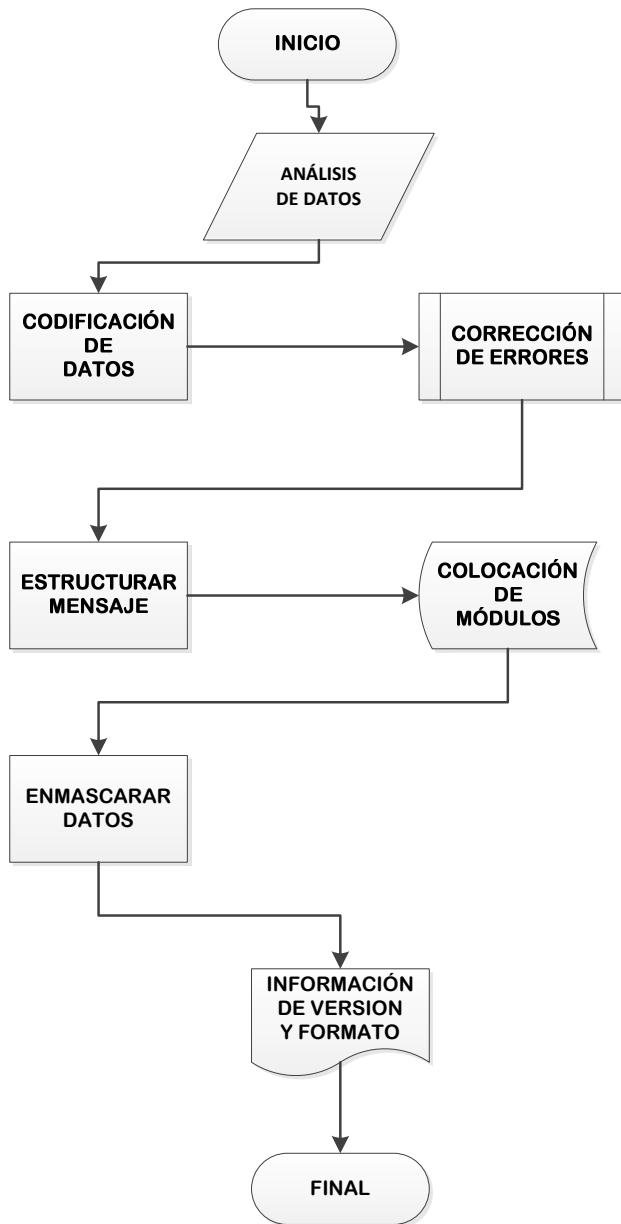 INICIO
ANÁLISIS
DE DATOS
CODIFICACIÓN
DE
DATOS
CORRECCIÓN
DE ERRORES
ESTRUCTURAR
MENSAJE
COLOCACIÓN
DE
MÓDULOS
ENMASCARAR
DATOS
INFORMACIÓN
DE VERSION
Y FORMATO
FINAL